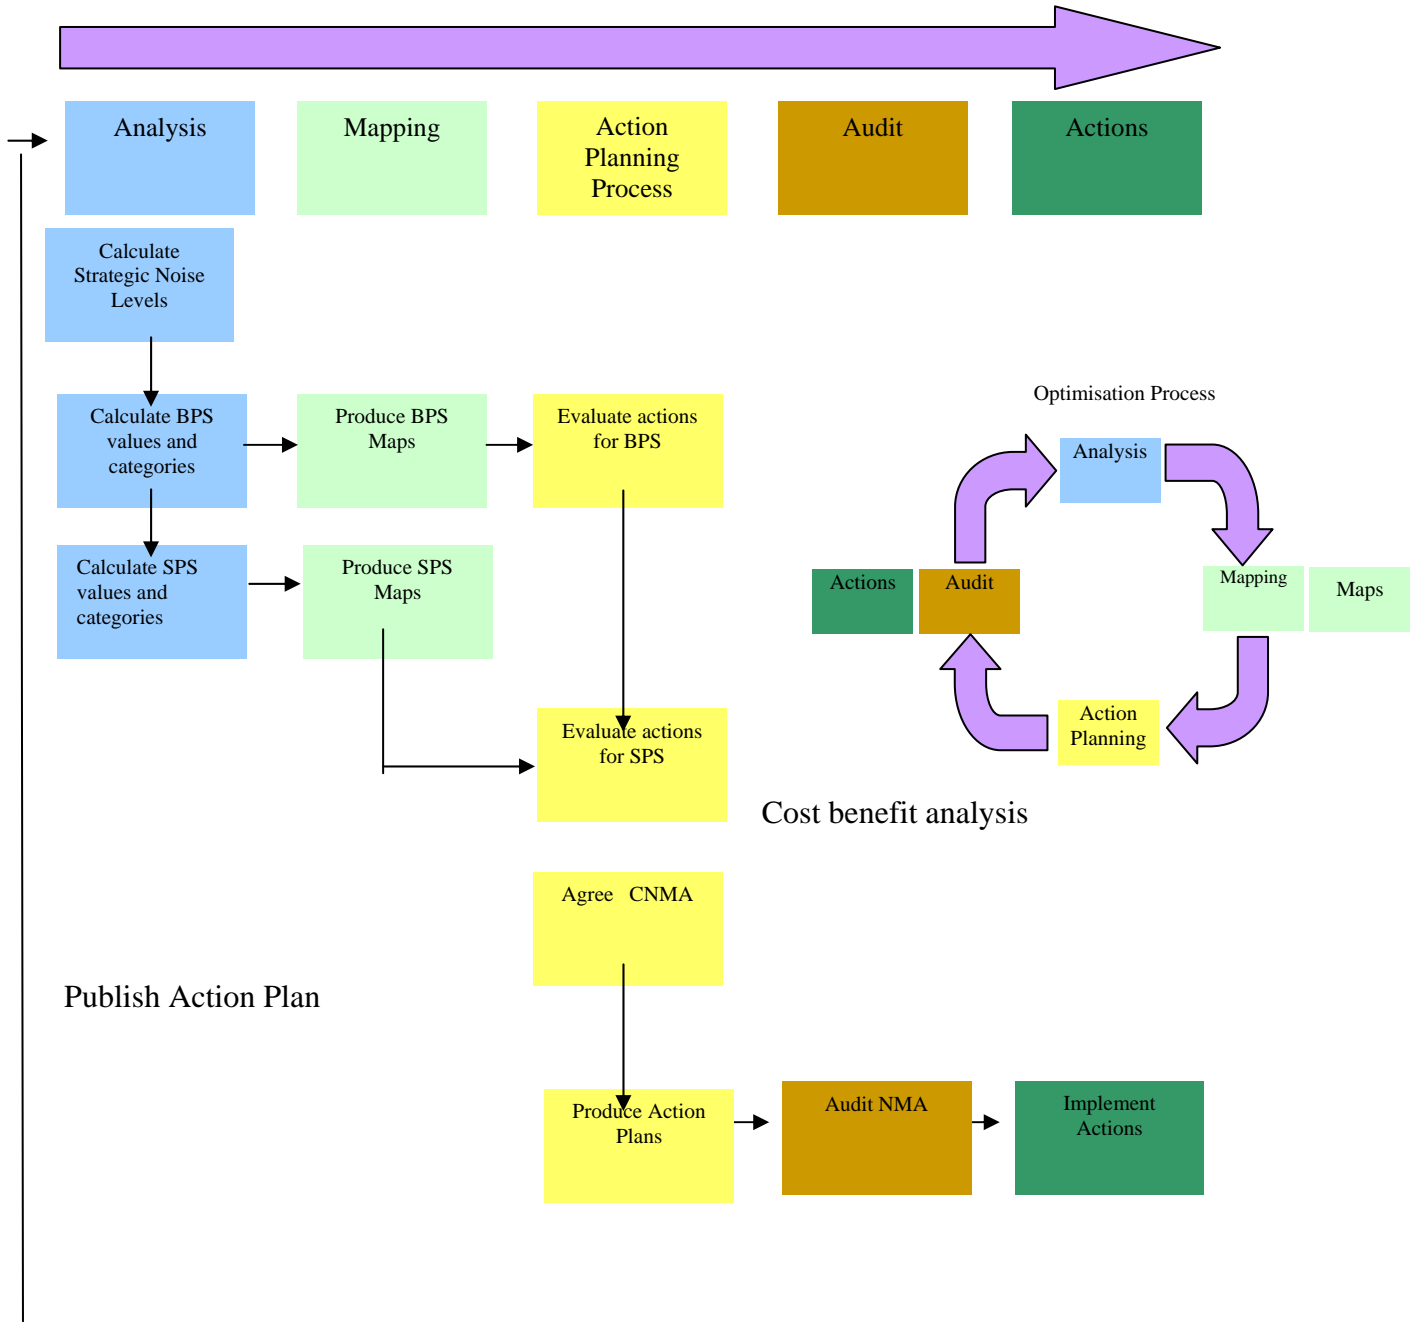 Analysis
Mapping
Action
Planning
Process
Audit
Actions
Calculate
Strategic Noise
Levels
Calculate BPS
values and
categories
Produce BPS
Maps
Evaluate actions
for BPS
Calculate SPS
values and
categories
Produce SPS
Maps
Evaluate actions
for SPS
Optimisation Process
Analysis
Actions
Audit
Mapping
Maps
Action
Planning
Cost benefit analysis
Agree CNMA
Publish Action Plan
Produce Action
Plans
Audit NMA
Implement
Actions